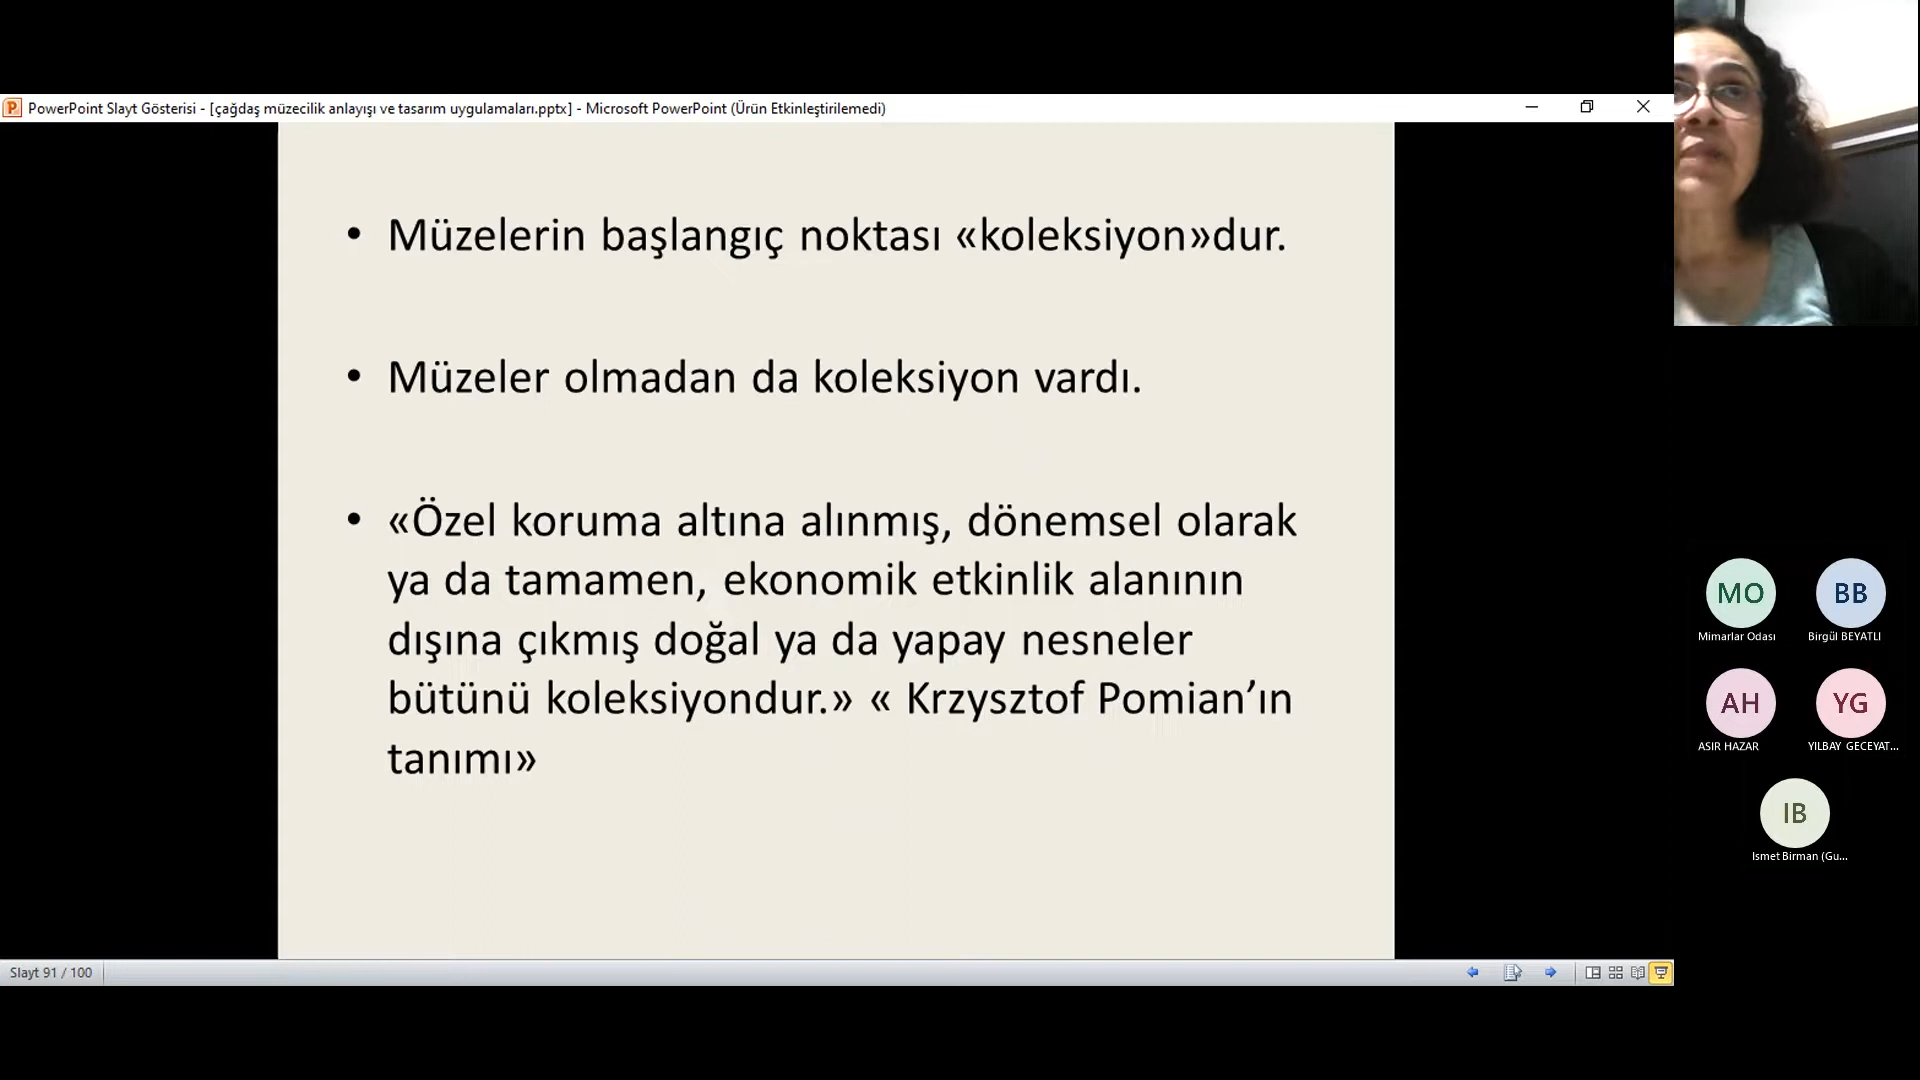 PowerPoint Slayt Gösterisi - [çağdaş müzecilik anlayışı ve tasarım uygulamaları.pptx] - Microsoft PowerPoint (Ürün Etkinleştirilemedi)
• Müzelerin başlangıç noktası «koleksiyon»dur.
• Müzeler olmadan da koleksiyon vardı.
• «Özel koruma altına alınmış, dönemsel olarak
ya da tamamen, ekonomik etkinlik alanının
dışına çıkmış doğal ya da yapay nesneler
bütünü koleksiyondur.» « Krzysztof Pomian’ın
tanımı»
Slayt 91 / 100
MO
Mimarlar Odası
BB
Birgül BEYATLI
AH
ASIR HAZAR
YG
YILBAY GECEYAT...
IB
Ismet Birman (Gu...